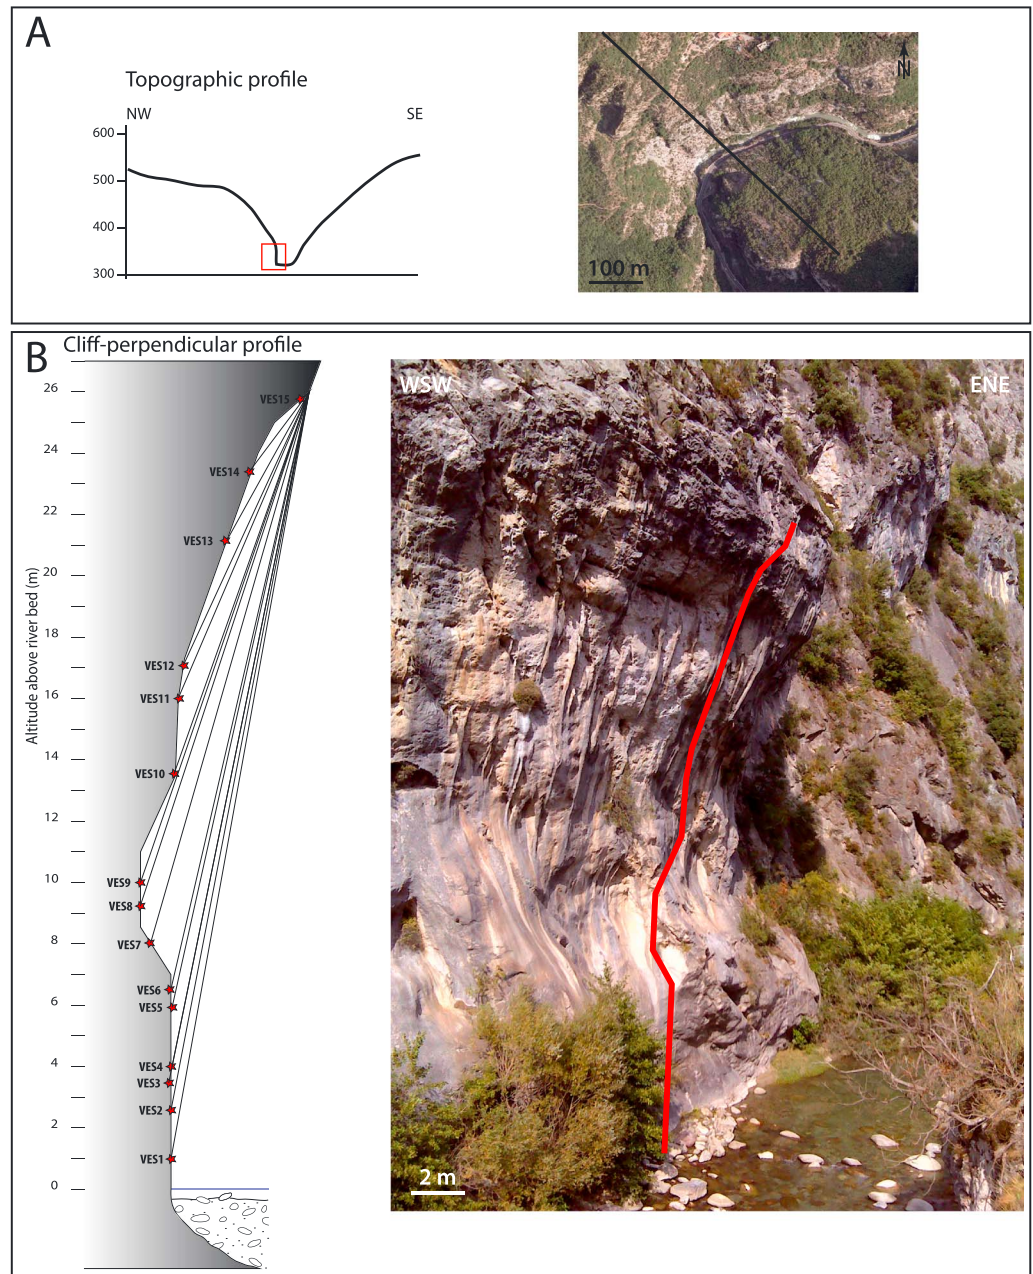 A
Topographic profile
NW
SE
600
500
400
300
N
100 m
B
Cliff-perpendicular profile
Altitude above river bed (m)
26
24
22
20
18
16
14
12
10
8
6
4
2
0
VES15
VES14
VES13
VES12
VES11
VES10
VES9
VES8
VES7
VES6
VES5
VES4
VES3
VES2
VES1
WSW
ENE
2 m